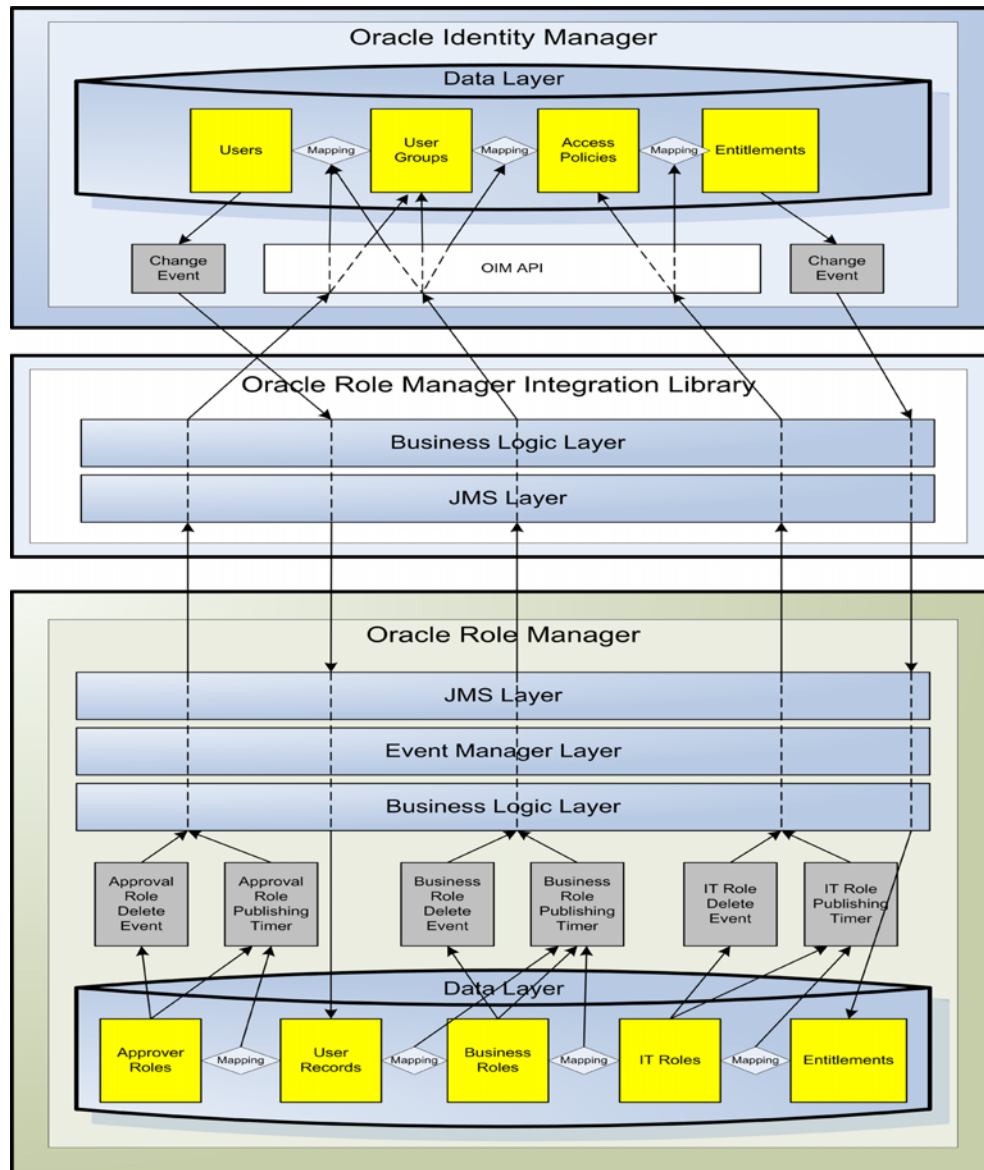 Oracle Identity Manager
Data Layer
Users
Mapping
User
Groups
Mapping
Access
Policies
Mapping
Entitlements
Change
Event
OIM API
Change
Event
Oracle Role Manager Integration Library
Business Logic Layer
JMS Layer
Oracle Role Manager
JMS Layer
Event Manager Layer
Business Logic Layer
Approval
Role
Delete
Event
Approval
Role
Publishing
Timer
Business
Role
Delete
Event
Business
Role
Publishing
Timer
IT Role
Delete
Event
IT Role
Publishing
Timer
Data Layer
Approver
Roles
Mapping
User
Records
Mapping
Business
Roles
Mapping
IT Roles
Mapping
Entitlements